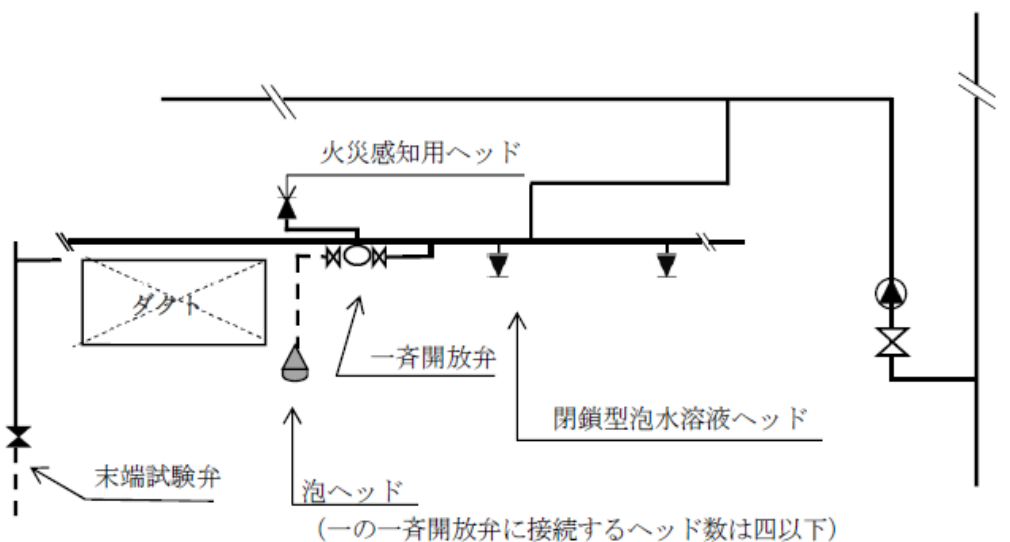 火災感知用ヘッド
ダクト
一斉開放弁
閉鎖型泡水溶液ヘッド
末端試験弁
泡ヘッド
（一の一斉開放弁に接続するヘッド数は四以下）